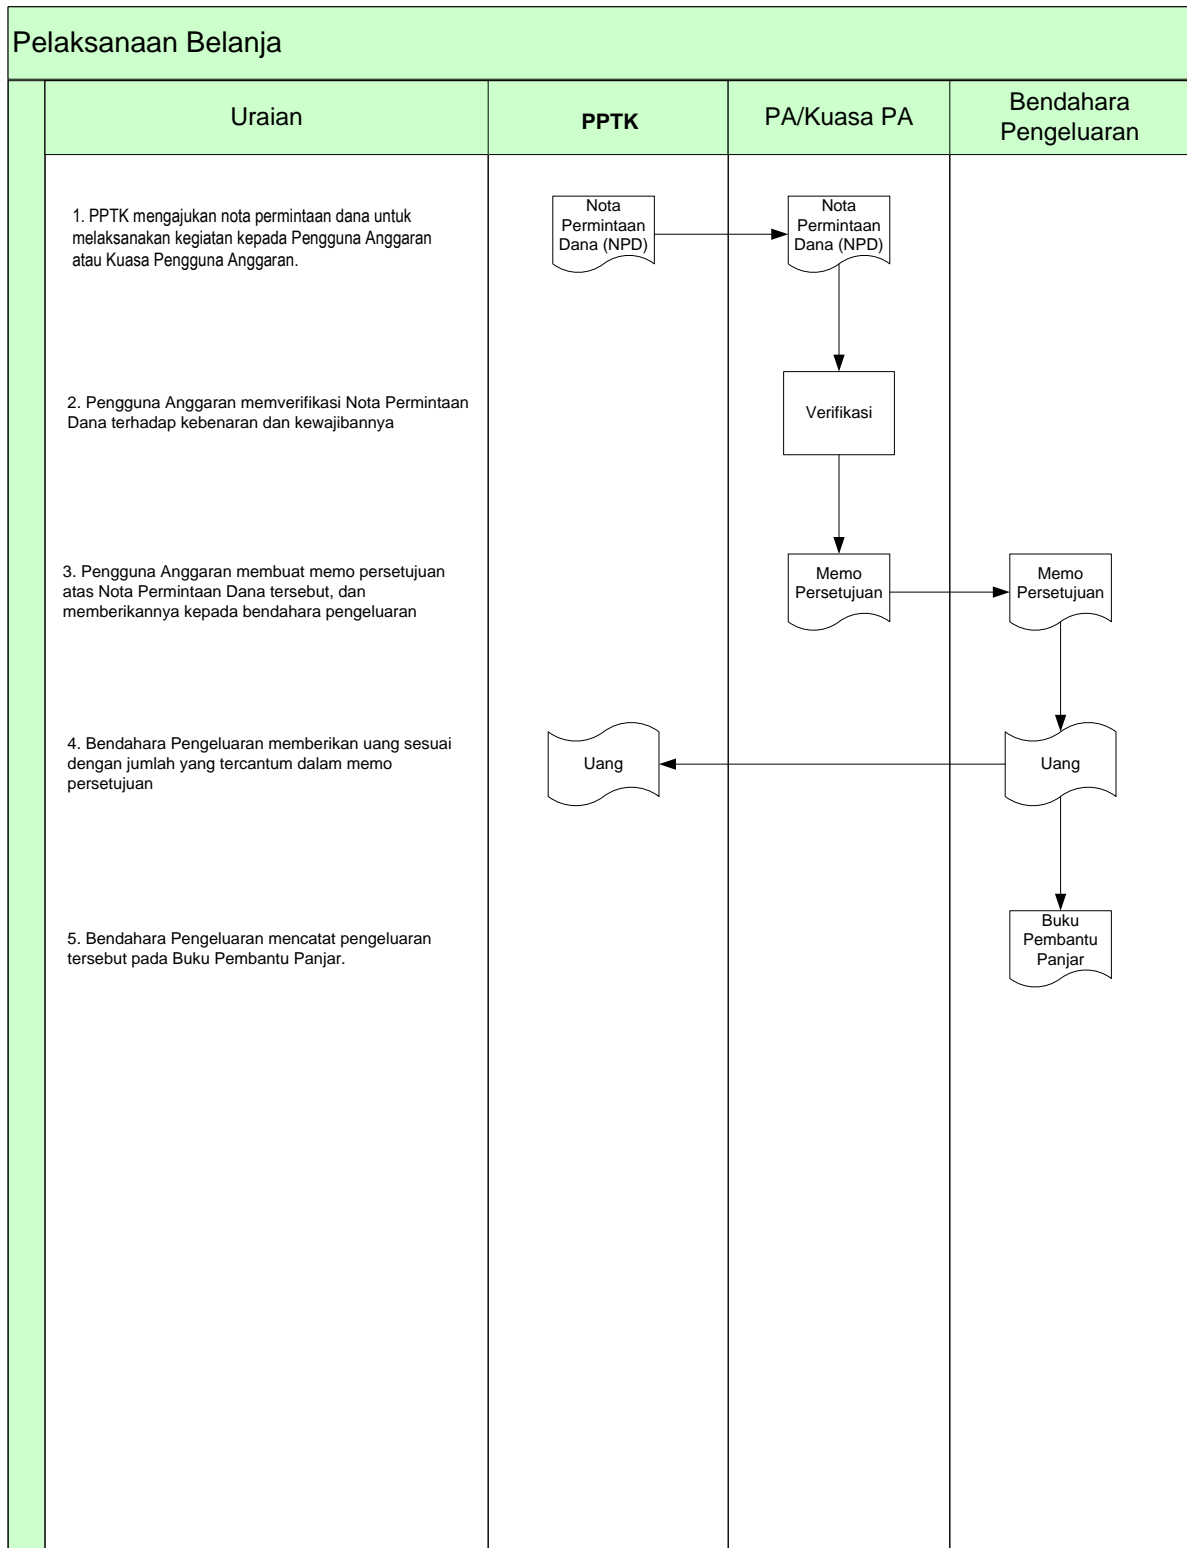 Pelaksanaan Belanja
Uraian
PPTK
PA/Kuasa PA
Bendahara
Pengeluaran
1. PPTK mengajukan nota permintaan dana untuk
melaksanakan kegiatan kepada Pengguna Anggaran
atau Kuasa Pengguna Anggaran.
Nota
Permintaan
Dana (NPD)
Nota
Permintaan
Dana (NPD)
2. Pengguna Anggaran memverifikasi Nota Permintaan
Dana terhadap kebenaran dan kewajibannya
Verifikasi
3. Pengguna Anggaran membuat memo persetujuan
atas Nota Permintaan Dana tersebut, dan
memberikannya kepada bendahara pengeluaran
Memo
Persetujuan
Memo
Persetujuan
4. Bendahara Pengeluaran memberikan uang sesuai
dengan jumlah yang tercantum dalam memo
persetujuan
Uang
Uang
5. Bendahara Pengeluaran mencatat pengeluaran
tersebut pada Buku Pembantu Panjar.
Buku
Pembantu
Panjar